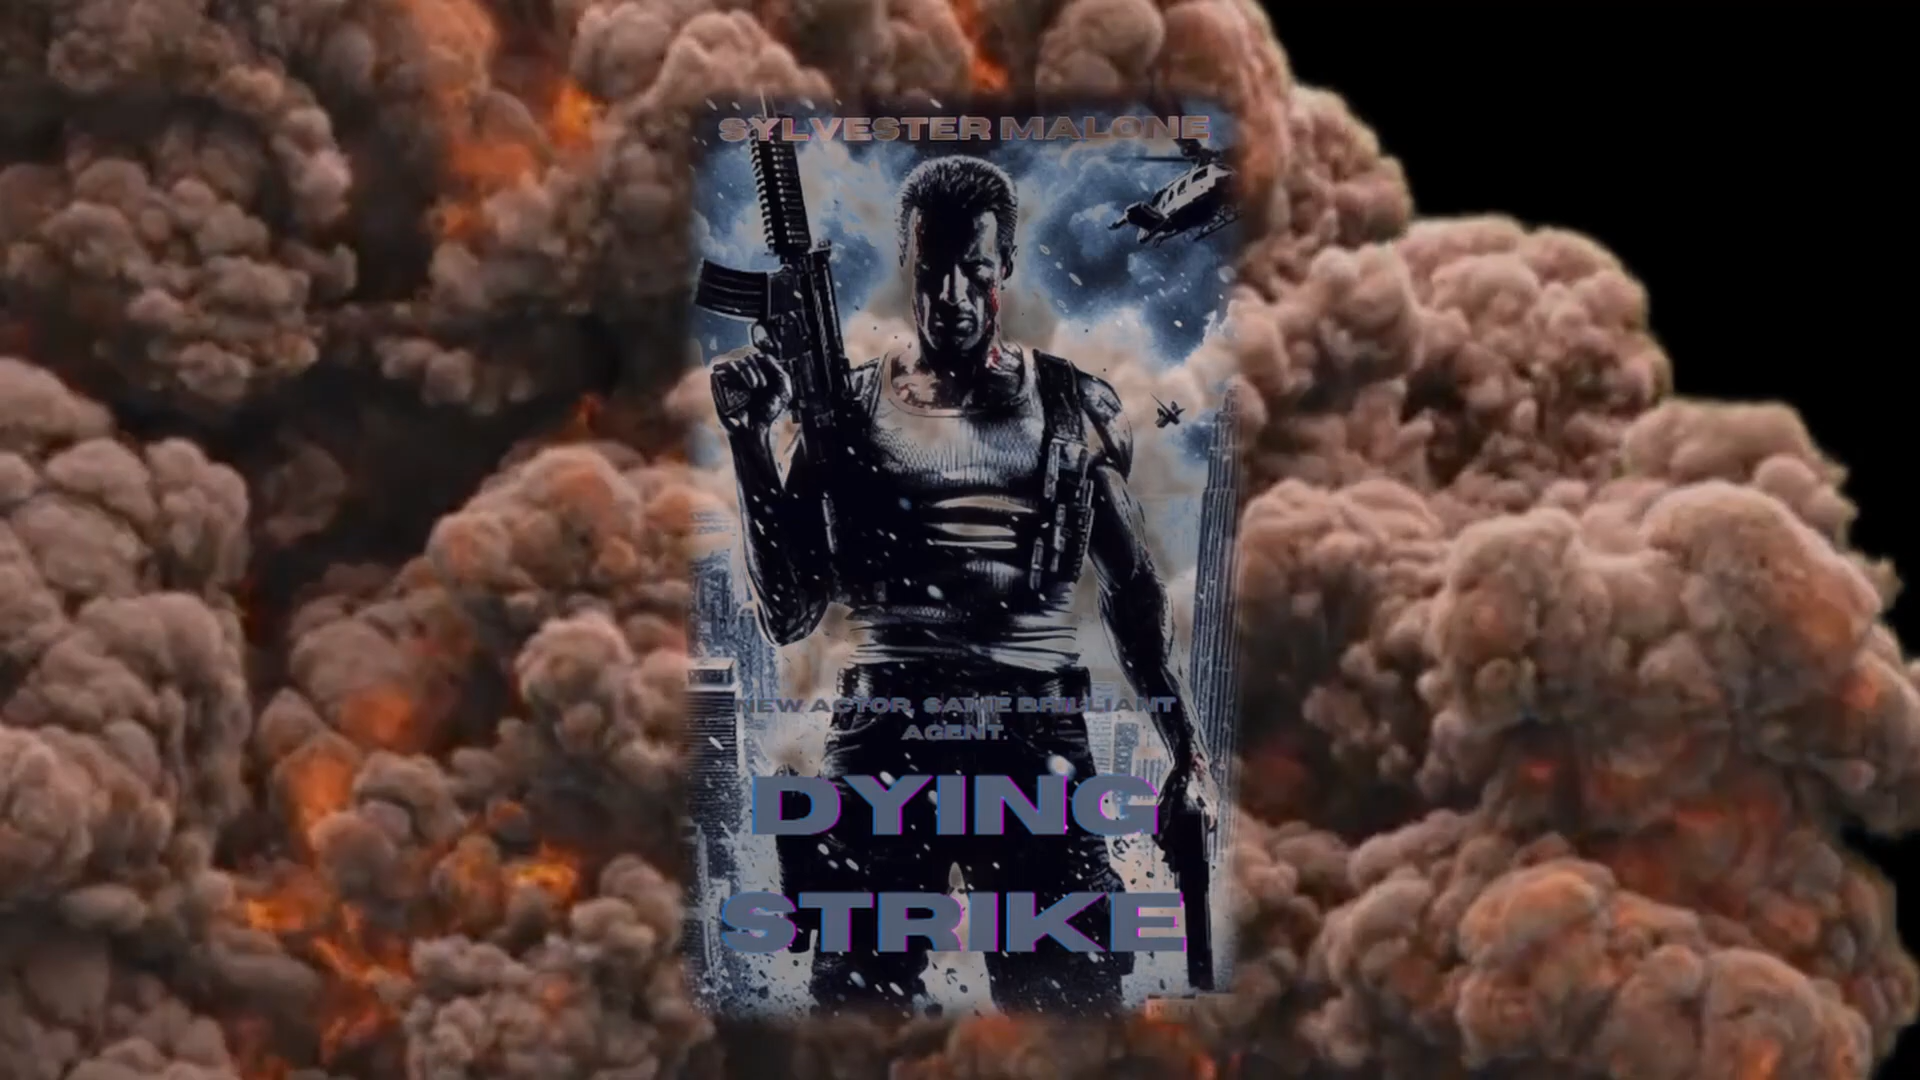 SYLVESTER MALONE
NEW ACTOR, SAME BRILLIANT
AGENT.
DYING
STRIKE